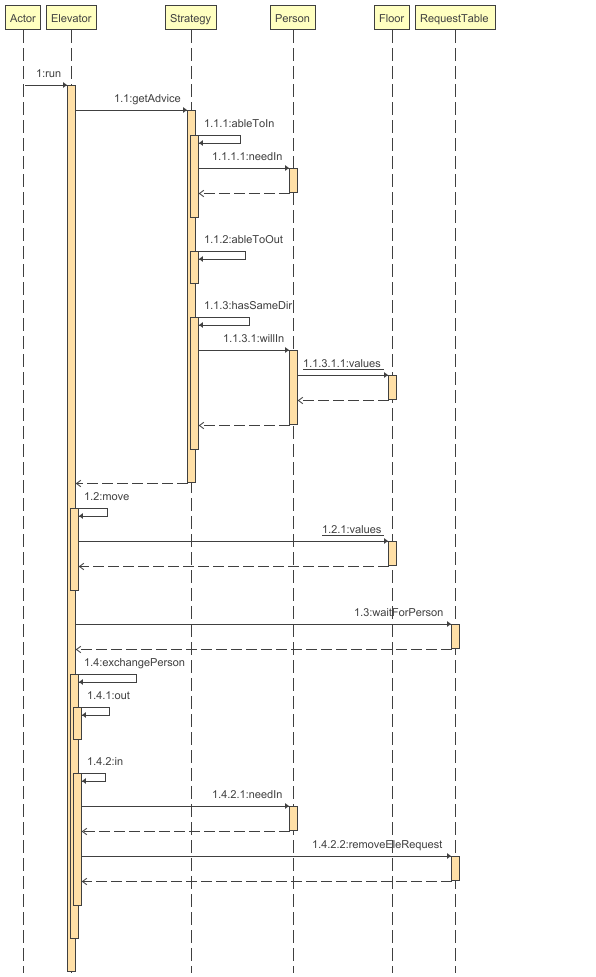 Actor Elevator Strategy Person Floor RequestTable
1:run
1.1:getAdvice
1.1.1:ableToIn
1.1.1.1:needIn
1.1.2:ableToOut
1.1.3:hasSameDir
1.1.3.1:willIn
1.1.3.1.1:values
1.2:move
1.2.1:values
1.3:waitForPerson
1.4:exchangePerson
1.4.1:out
1.4.2:in
1.4.2.1:needIn
1.4.2.2:removeEleRequest